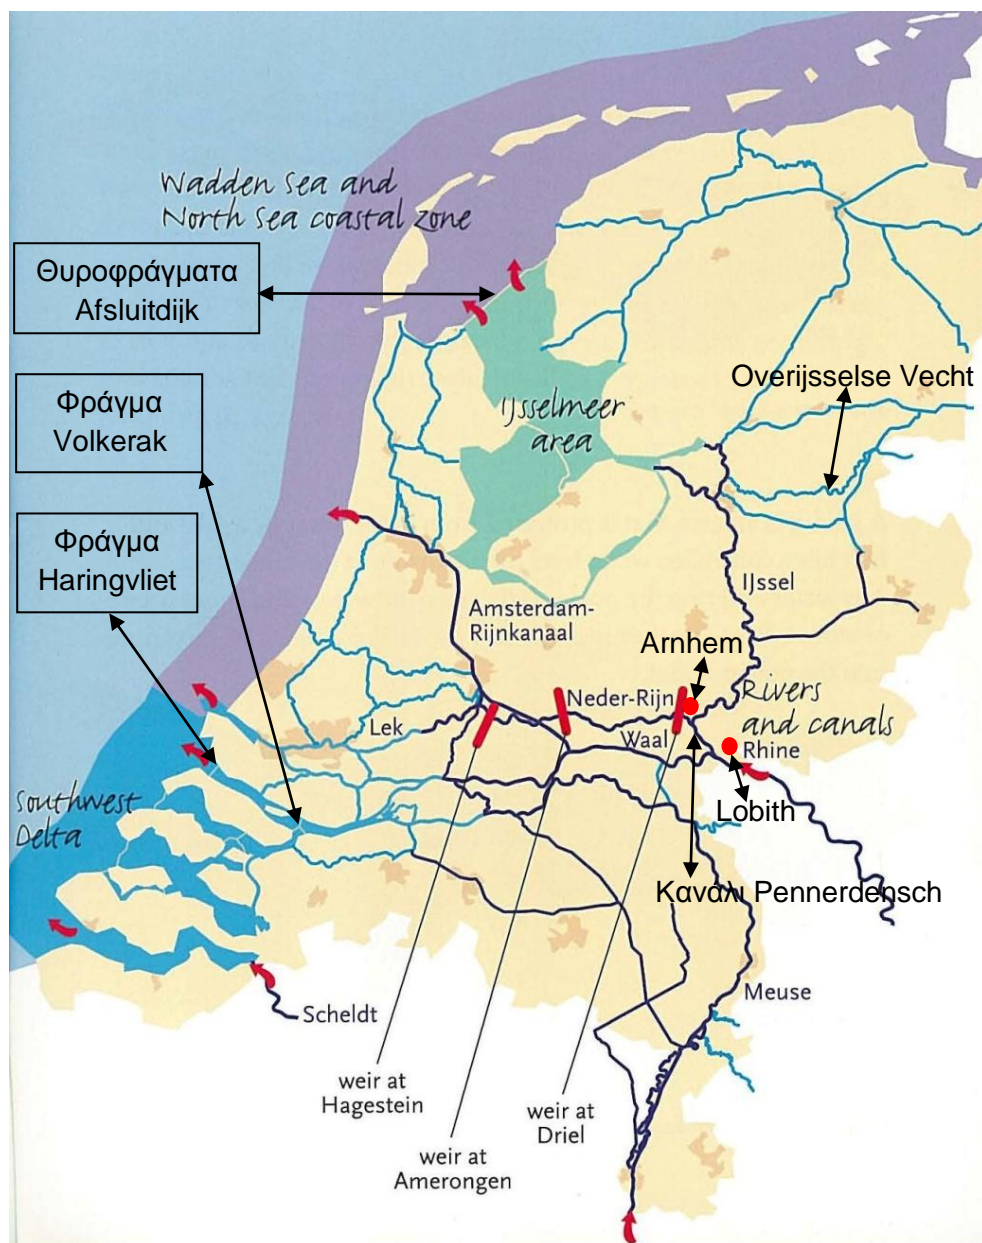 Wadden Sea and
North Sea coastal zone
Θυροφράγματα
Afsluitdijk
Overijsselse Vecht
Φράγμα
Volkerak
IJsselmeer
area
Φράγμα
Haringvliet
IJssel
Amsterdam-
Rijnkanaal
Arnhem
Neder-Rijn
Rivers
and canals
Lek
Waal
Rhine
Southwest
Delta
Lobith
Κανάλι Pennerdensch
Meuse
Scheldt
weir at
Hagestein
weir at
Driel
weir at
Amerongen